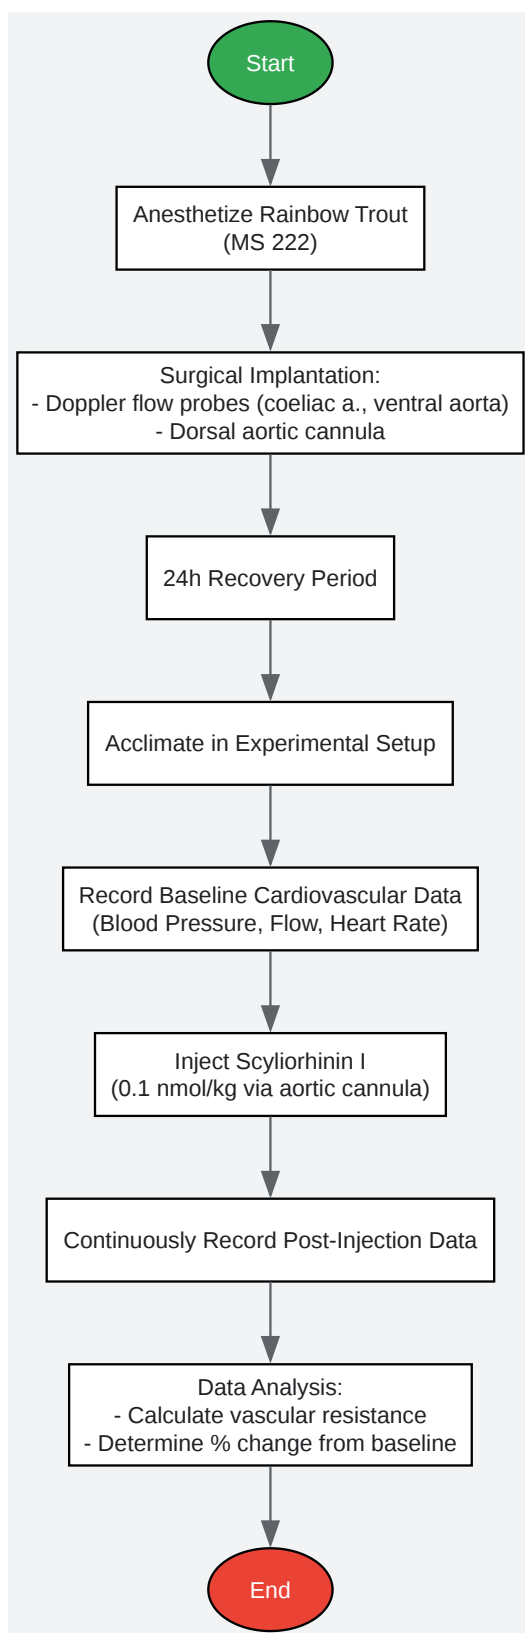 Start
Anesthetize Rainbow Trout
(MS 222)
Surgical Implantation:
- Doppler flow probes (coeliac a., ventral aorta)
- Dorsal aortic cannula
24h Recovery Period
Acclimate in Experimental Setup
Record Baseline Cardiovascular Data
(Blood Pressure, Flow, Heart Rate)
Inject Scyliorhinin I
(0.1 nmol/kg via aortic cannula)
Continuously Record Post-Injection Data
Data Analysis:
- Calculate vascular resistance
- Determine % change from baseline
End